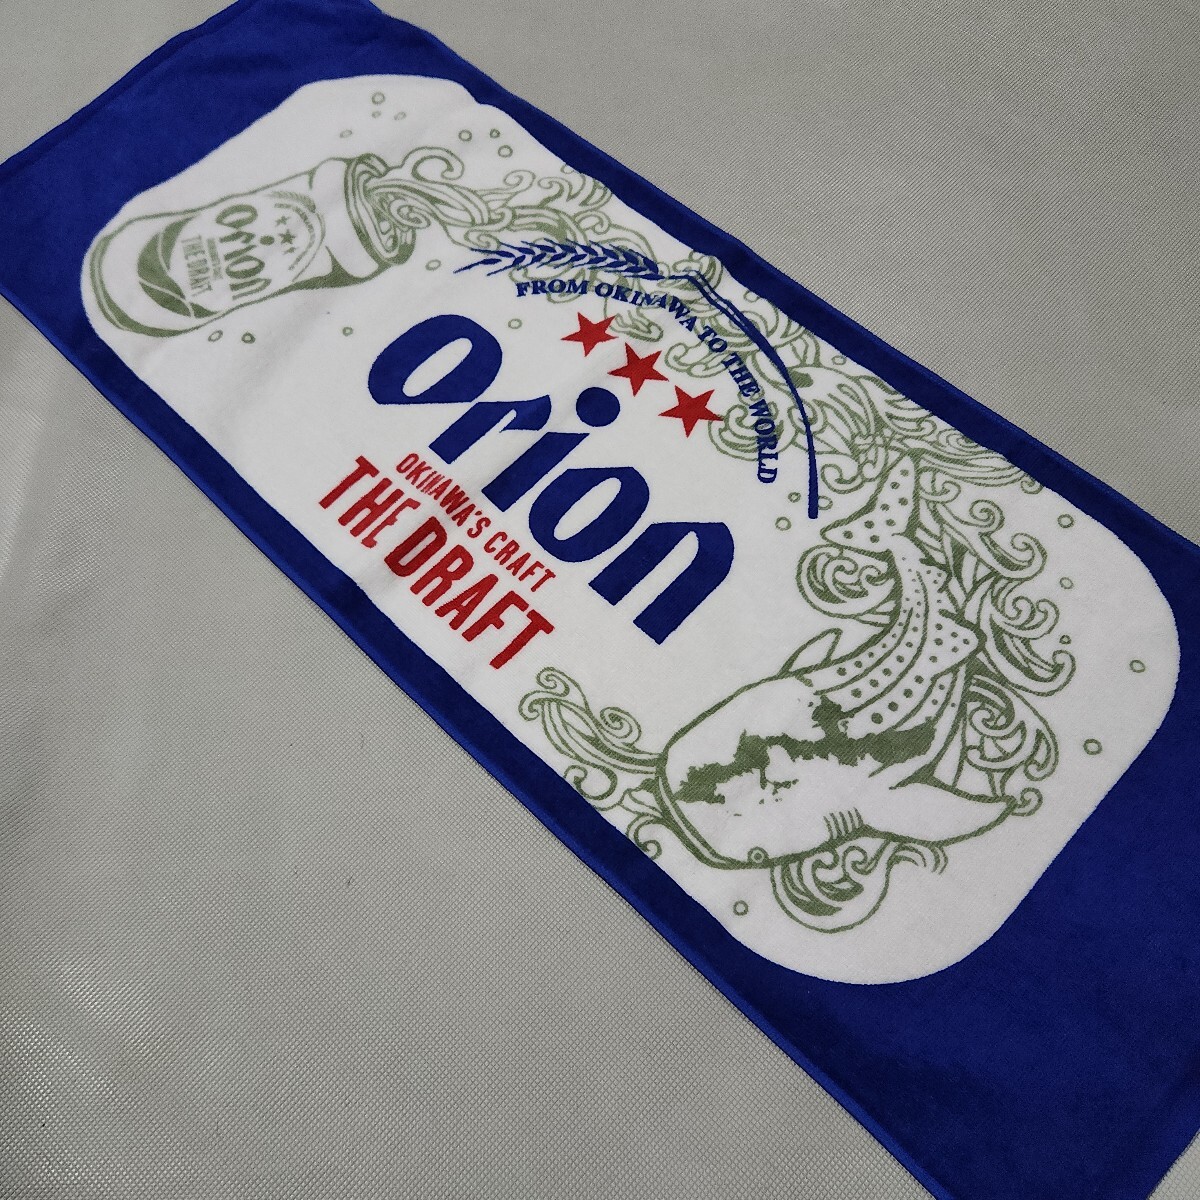 FROM OKINAWA TO THE WORLD
orion
OKINAWA'S CRAFT
THE DRAFT
orion
THE DRAFT